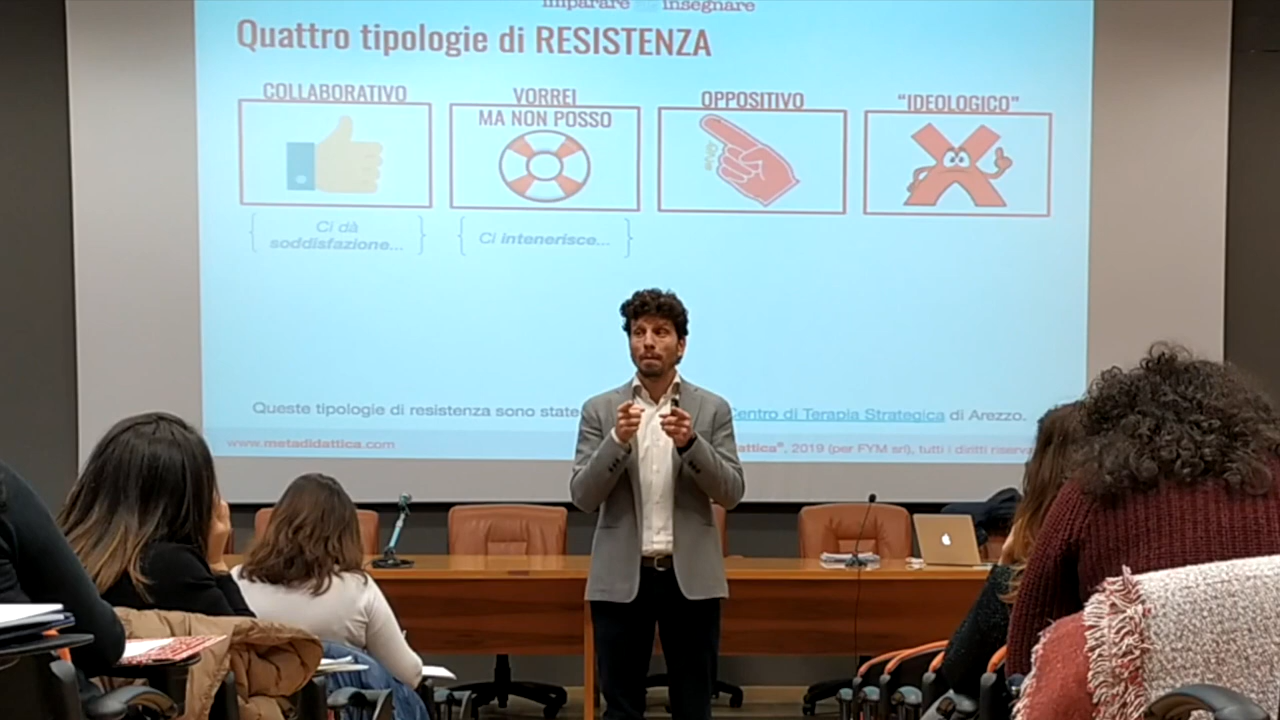 imparare insegnare
Quattro tipologie di RESISTENZA
COLLABORATIVO
VORREI
MA NON POSSO
OPPOSITIVO
“IDEOLOGICO”
Ci dà
soddisfazione...
Ci intenerisce...
Queste tipologie di resistenza sono state
Centro di Terapia Strategica di Arezzo.
www.metadidattica.com
attica”, 2019 (per FYM srl), tutti i diritti riserva